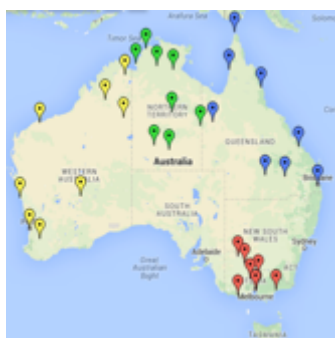 Timor Sea
Arafura Sea
NORTHERN
TERRITORY
QUEENSLAND
WESTERN
AUSTRALIA
Australia
Brisbane
SOUTH
AUSTRALIA
NEW SOUTH
WALES
Great
Australian
Bight
Adelaide
Sydney
ACT
Melbourne
TASMANIA